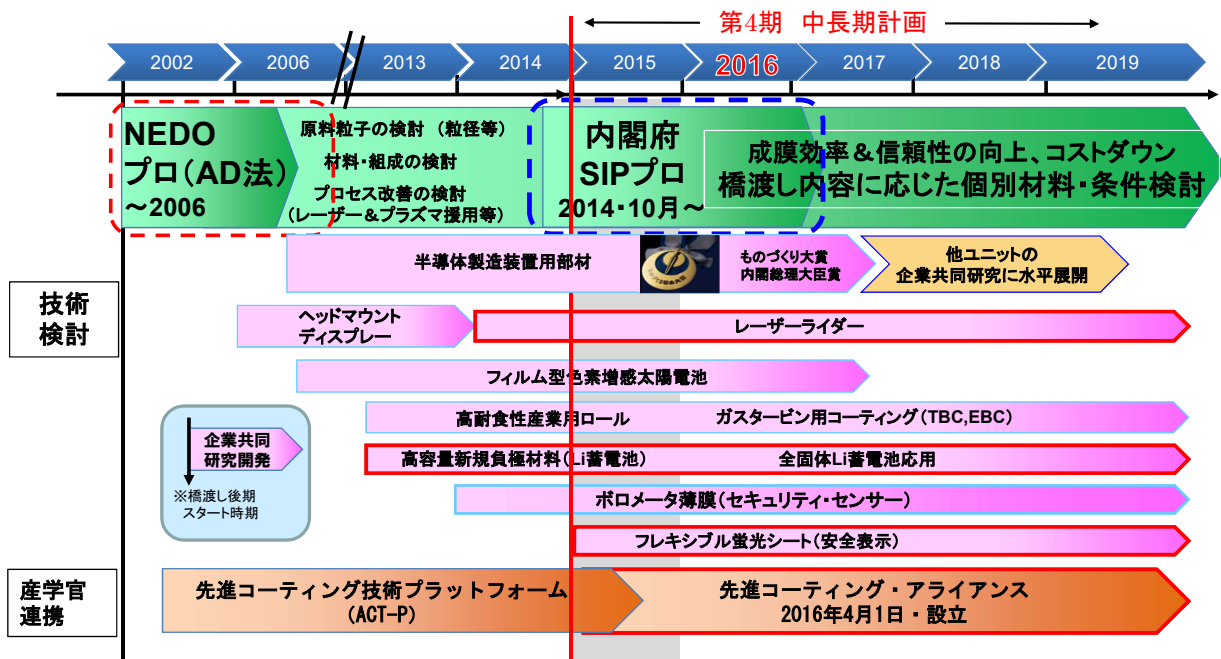 第4期 中長期計画
2002
2006
2013
2014
2015
2016
2017
2018
2019
NEDO
プロ(AD法)
～2006
原料粒子の検討 (粒径等)
材料・組成の検討
プロセス改善の検討
(レーザー&プラズマ援用等)
内閣府
SIPプロ
2014・10月～
成膜効率&信頼性の向上、コストダウン
橋渡し内容に応じた個別材料・条件検討
技術
検討
半導体製造装置用部材
ものづくり大賞
内閣総理大臣賞
他ユニットの
企業共同研究に水平展開
ヘッドマウント
ディスプレー
レーザーライダー
フィルム型色素増感太陽電池
高耐食性産業用ロール
ガスタービン用コーティング(TBC,EBC)
企業共同
研究開発
※橋渡し後期
スタート時期
高容量新規負極材料(Li蓄電池)
全固体Li蓄電池応用
ボロメータ薄膜(セキュリティ・センサー)
フレキシブル蛍光シート(安全表示)
産学官
連携
先進コーティング技術プラットフォーム
(ACT-P)
先進コーティング・アライアンス
2016年4月1日・設立